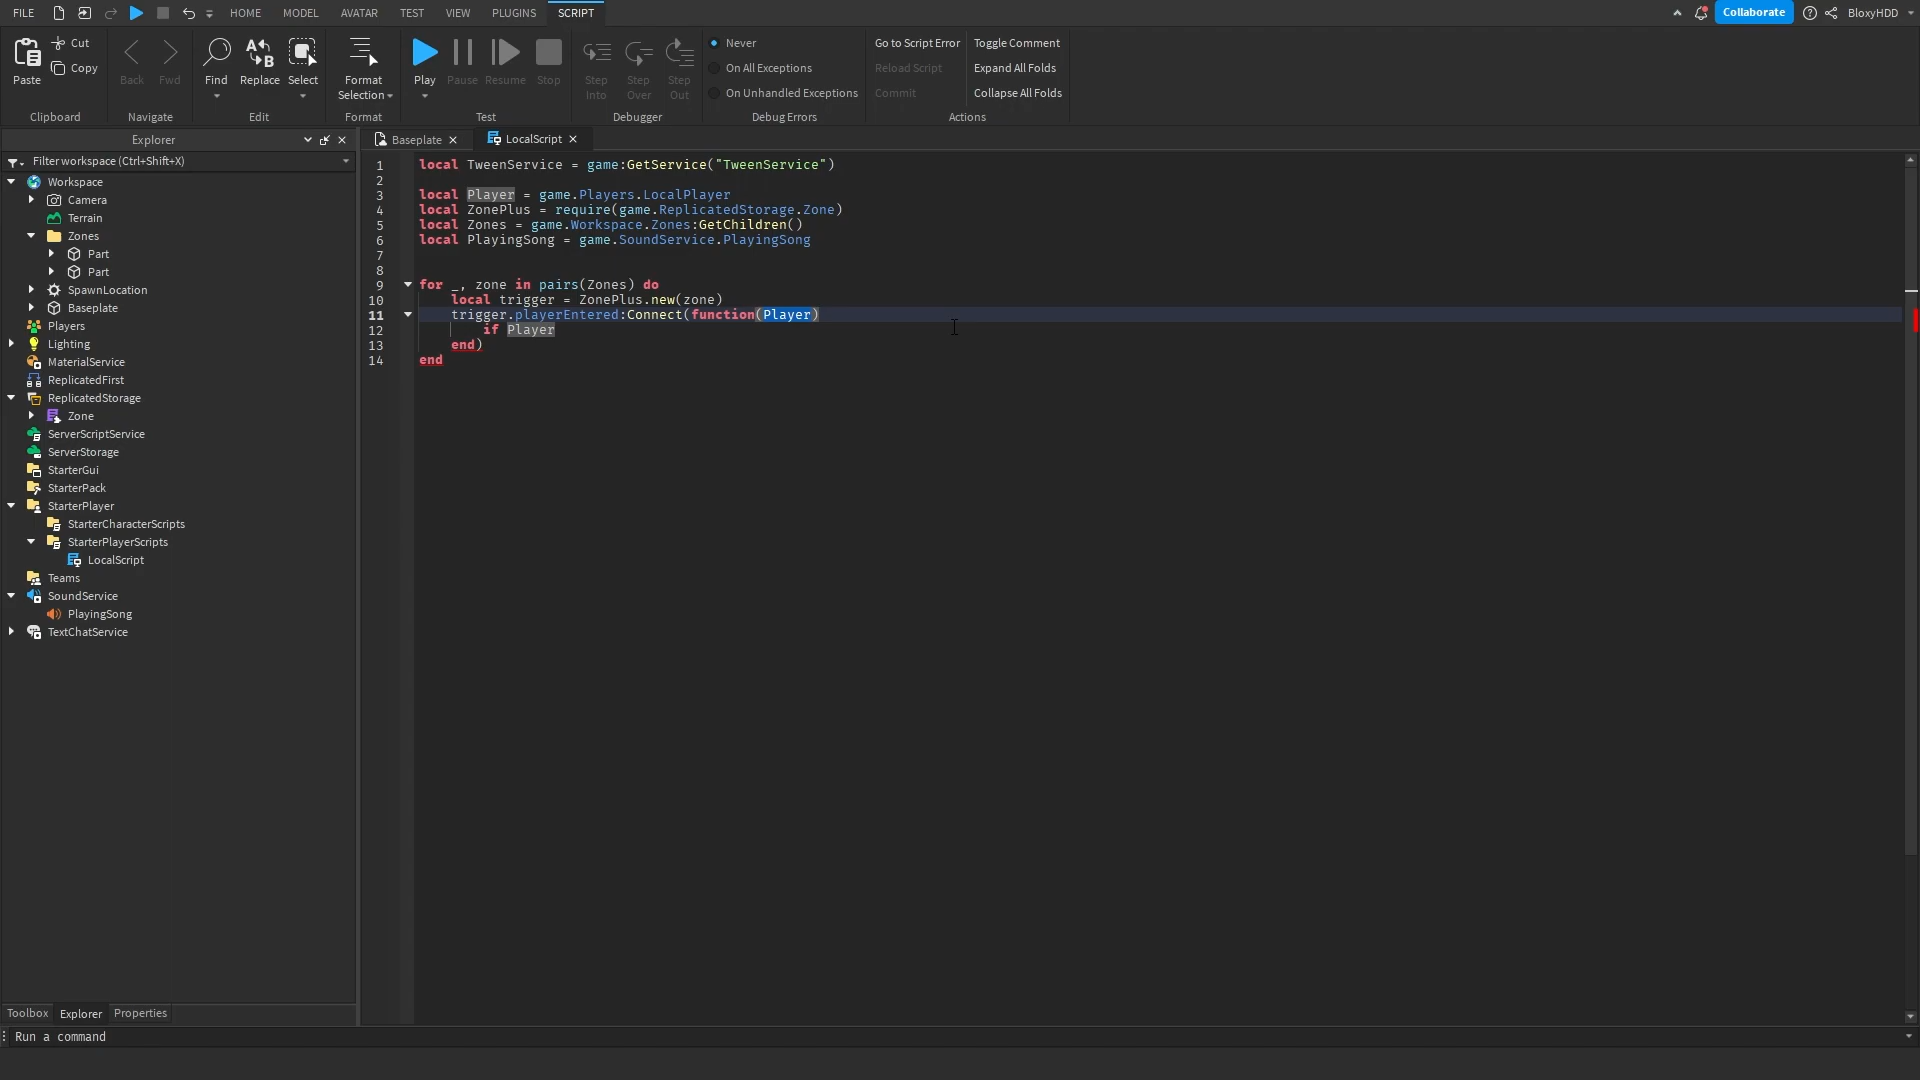 FILE HOME MODEL AVATAR TEST VIEW PLUGINS SCRIPT Collaborate BloxyHDD
Paste Cut Copy
Clipboard
Back Fwd
Navigate
Find Replace Select
Edit
Format Selection
Format
Play Pause Resume Stop
Test
Step Into Step Over Step Out
Debugger
Never
On All Exceptions
On Unhandled Exceptions
Debug Errors
Go to Script Error Toggle Comment
Reload Script Expand All Folds
Commit Collapse All Folds
Actions
Explorer
Filter workspace (Ctrl+Shift+X)
Workspace
Camera
Terrain
Zones
Part
Part
SpawnLocation
Baseplate
Players
Lighting
MaterialService
ReplicatedFirst
ReplicatedStorage
Zone
ServerScriptService
ServerStorage
StarterGui
StarterPack
StarterPlayer
StarterCharacterScripts
StarterPlayerScripts
LocalScript
Teams
SoundService
PlayingSong
TextChatService
Baseplate LocalScript
1 local TweenService = game:GetService("TweenService")
2
3 local Player = game.Players.LocalPlayer
4 local ZonePlus = require(game.ReplicatedStorage.Zone)
5 local Zones = game.Workspace.Zones:GetChildren()
6 local PlayingSong = game.SoundService.PlayingSong
7
8
9 for _, zone in pairs(Zones) do
10 local trigger = ZonePlus.new(zone)
11 trigger.playerEntered:Connect(function(Player)
12 if Player
13 end)
14 end
Toolbox Explorer Properties
Run a command